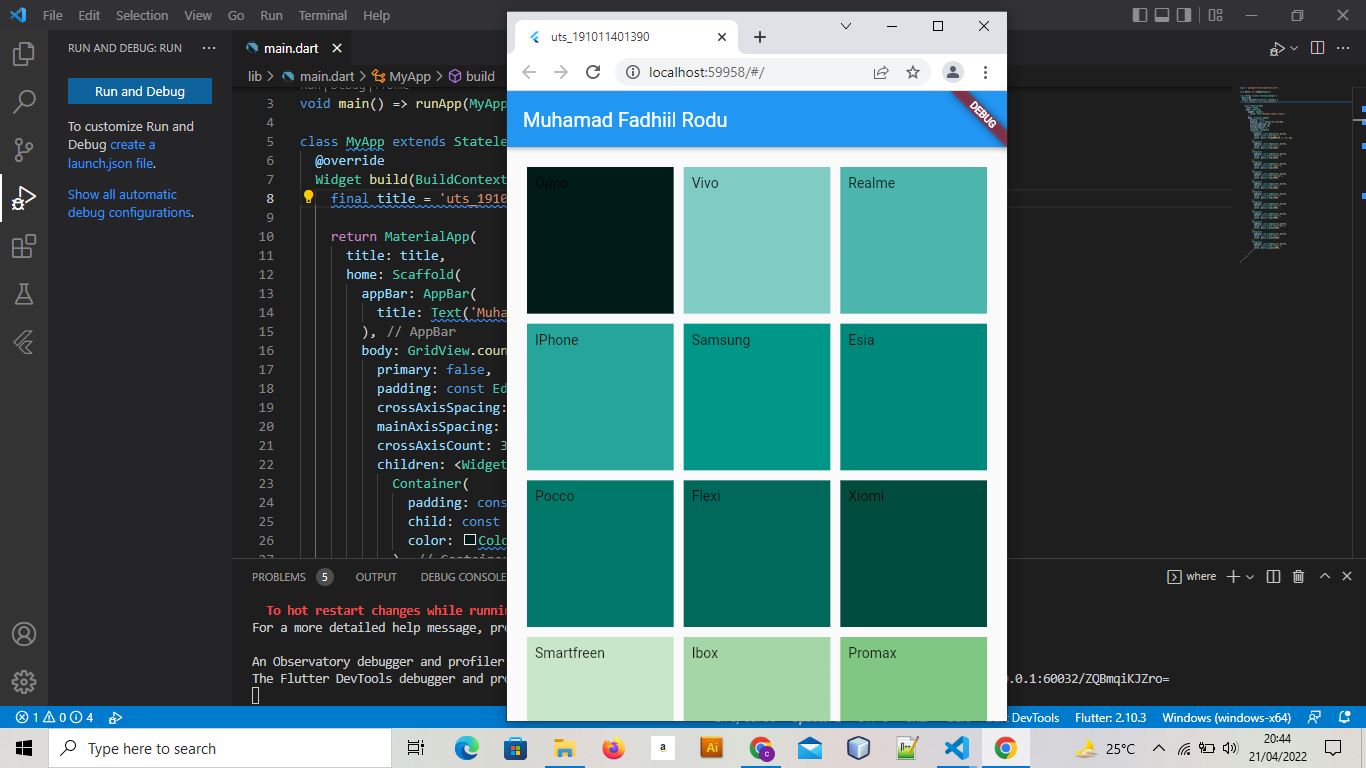 File Edit Selection View Go Run Terminal Help
RUN AND DEBUG: RUN ···
Run and Debug
To customize Run and
Debug create a
launch.json file.
Show all automatic
debug configurations.
main.dart
lib > main.dart > MyApp > build
Run | Debug | Profile
3 void main() => runApp(MyApp
4
5 class MyApp extends Statele
6 @override
7 Widget build(BuildContext
8 final title = 'uts_1910
9
10 return MaterialApp(
11 title: title,
12 home: Scaffold(
13 appBar: AppBar(
14 title: Text('Muha
15 ), // AppBar
16 body: GridView.coun
17 primary: false,
18 padding: const Ed
19 crossAxisSpacing:
20 mainAxisSpacing:
21 crossAxisCount: 3
22 children: <Widget
23 Container(
24 padding: cons
25 child: const
26 color: Colo
27 ), // Container
PROBLEMS 5 OUTPUT DEBUG CONSOLE
where
To hot restart changes while runnin
For a more detailed help message, pre
An Observatory debugger and profiler
The Flutter DevTools debugger and pro
0.0.1:60032/ZQBmqiKJZro=
uts_191011401390
localhost:59958/#/
Muhamad Fadhiil Rodu
DEBUG
Oppo Vivo Realme
IPhone Samsung Esia
Pocco Flexi Xiomi
Smartfreen Ibox Promax
1 0 4
DevTools Flutter: 2.10.3 Windows (windows-x64)
Type here to search
a
Ai
c
25°C
20:44
21/04/2022